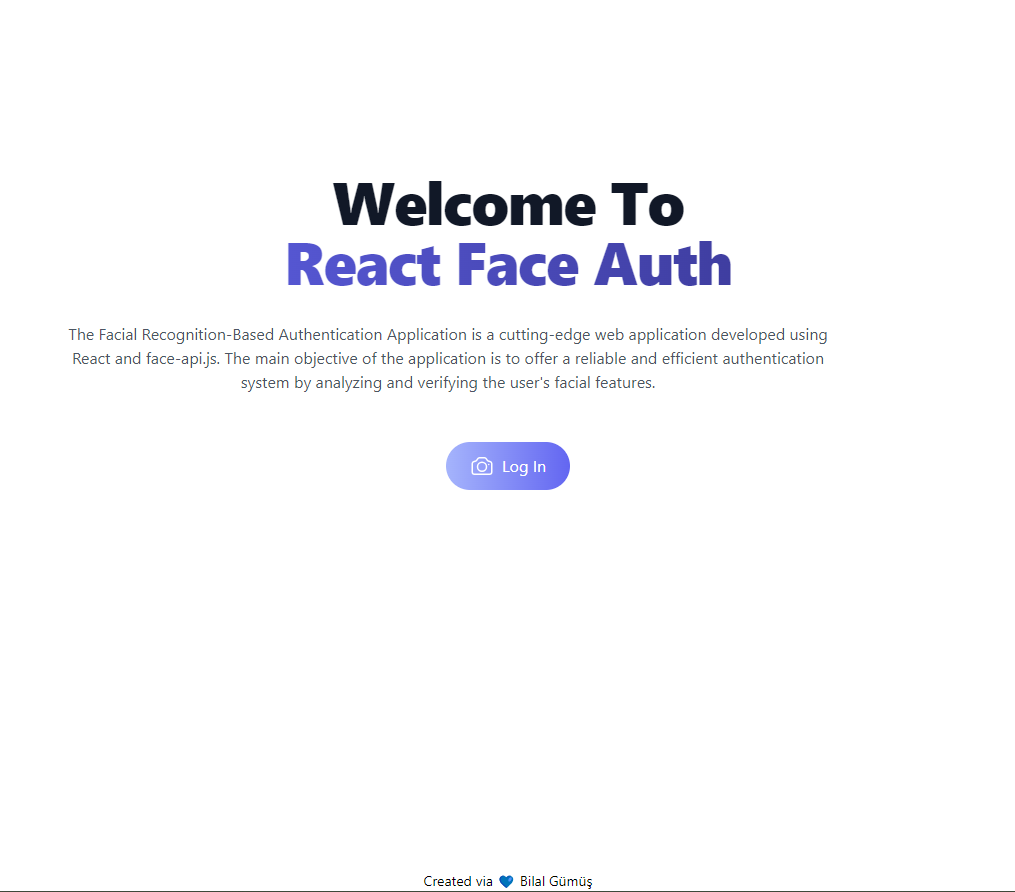 Welcome To
React Face Auth
The Facial Recognition-Based Authentication Application is a cutting-edge web application developed using
React and face-api.js. The main objective of the application is to offer a reliable and efficient authentication
system by analyzing and verifying the user's facial features.
Log In
Created via 💙 Bilal Gümüş